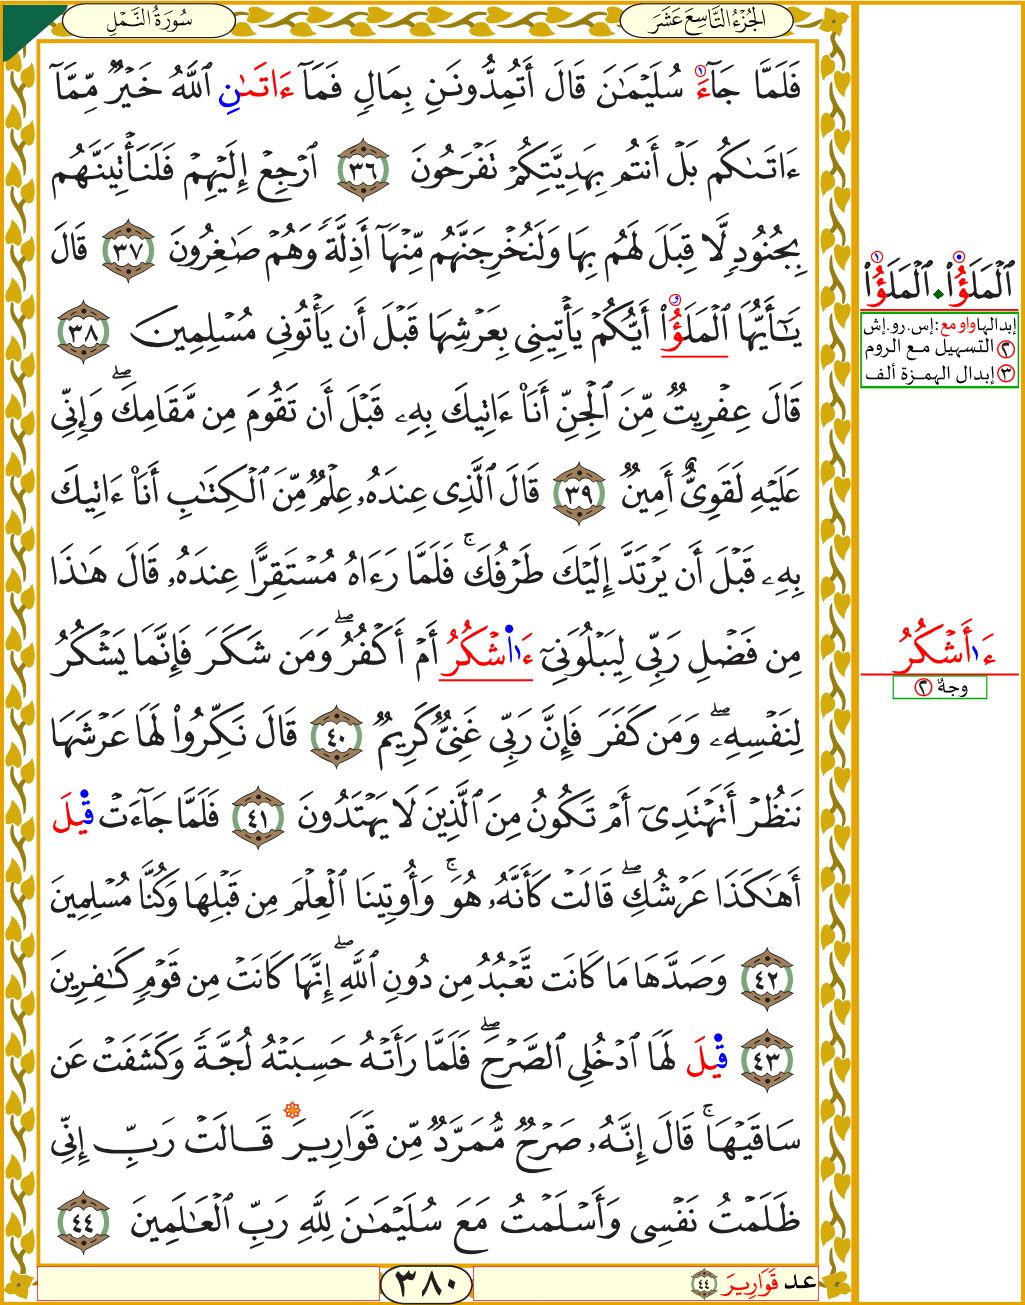 سُورَةُ النَّمْلِ
الجُزْءُ التَّاسِعَ عَشَرَ
فَلَمَّا جَآءَ سُلَيْمَٰنَ قَالَ أَتُمِدُّونَنِ بِمَالٍ فَمَآ ءَاتَىٰنِ ٱللَّهُ خَيْرٌ مِّمَّآ
ءَاتَىٰكُم بَلْ أَنتُم بِهَدِيَّتِكُمْ تَفْرَحُونَ ٣٦ ٱرْجِعْ إِلَيْهِمْ فَلَنَأْتِيَنَّهُم
بِجُنُودٍ لَّا قِبَلَ لَهُم بِهَا وَلَنُخْرِجَنَّهُم مِّنْهَآ أَذِلَّةً وَهُمْ صَٰغِرُونَ ٣٧ قَالَ
يَٰٓأَيُّهَا ٱلْمَلَؤُا۟ أَيُّكُمْ يَأْتِينِي بِعَرْشِهَا قَبْلَ أَن يَأْتُونِي مُسْلِمِينَ ٣٨
قَالَ عِفْرِيتٌ مِّنَ ٱلْجِنِّ أَنَا۠ ءَاتِيكَ بِهِۦ قَبْلَ أَن تَقُومَ مِن مَّقَامِكَ ۖ وَإِنِّي
عَلَيْهِ لَقَوِيٌّ أَمِينٌ ٣٩ قَالَ ٱلَّذِي عِندَهُۥ عِلْمٌ مِّنَ ٱلْكِتَٰبِ أَنَا۠ ءَاتِيكَ
بِهِۦ قَبْلَ أَن يَرْتَدَّ إِلَيْكَ طَرْفُكَ ۚ فَلَمَّا رَءَاهُ مُسْتَقِرًّا عِندَهُۥ قَالَ هَٰذَا
مِن فَضْلِ رَبِّي لِيَبْلُوَنِيٓ ءَا۬شْكُرُ أَمْ أَكْفُرُ ۖ وَمَن شَكَرَ فَإِنَّمَا يَشْكُرُ
لِنَفْسِهِۦ ۖ وَمَن كَفَرَ فَإِنَّ رَبِّي غَنِيٌّ كَرِيمٌ ٤٠ قَالَ نَكِّرُوا۟ لَهَا عَرْشَهَا
نَنظُرْ أَتَهْتَدِيٓ أَمْ تَكُونُ مِنَ ٱلَّذِينَ لَا يَهْتَدُونَ ٤١ فَلَمَّا جَآءَتْ قِيلَ
أَهَٰكَذَا عَرْشُكِ ۖ قَالَتْ كَأَنَّهُۥ هُوَ ۚ وَأُوتِينَا ٱلْعِلْمَ مِن قَبْلِهَا وَكُنَّا مُسْلِمِينَ
٤٢ وَصَدَّهَا مَا كَانَت تَّعْبُدُ مِن دُونِ ٱللَّهِ ۖ إِنَّهَا كَانَتْ مِن قَوْمٍ كَٰفِرِينَ
٤٣ قِيلَ لَهَا ٱدْخُلِي ٱلصَّرْحَ ۖ فَلَمَّا رَأَتْهُ حَسِبَتْهُ لُجَّةً وَكَشَفَتْ عَن
سَاقَيْهَا ۚ قَالَ إِنَّهُۥ صَرْحٌ مُّمَرَّدٌ مِّن قَوَارِيرَ ۗ قَالَتْ رَبِّ إِنِّي
ظَلَمْتُ نَفْسِي وَأَسْلَمْتُ مَعَ سُلَيْمَٰنَ لِلَّهِ رَبِّ ٱلْعَٰلَمِينَ ٤٤
ٱلْمَلَؤُا۟ ٱلْمَلَؤُا۟
إبدالها واو مع: إس. رو. إش
٢ التسهيل مع الروم
٣ إبدال الهمزة ألف
ءَأَشْكُرُ
وجهٌ ٢
٣٨٠
عد قَوَارِيرَ ٤٤